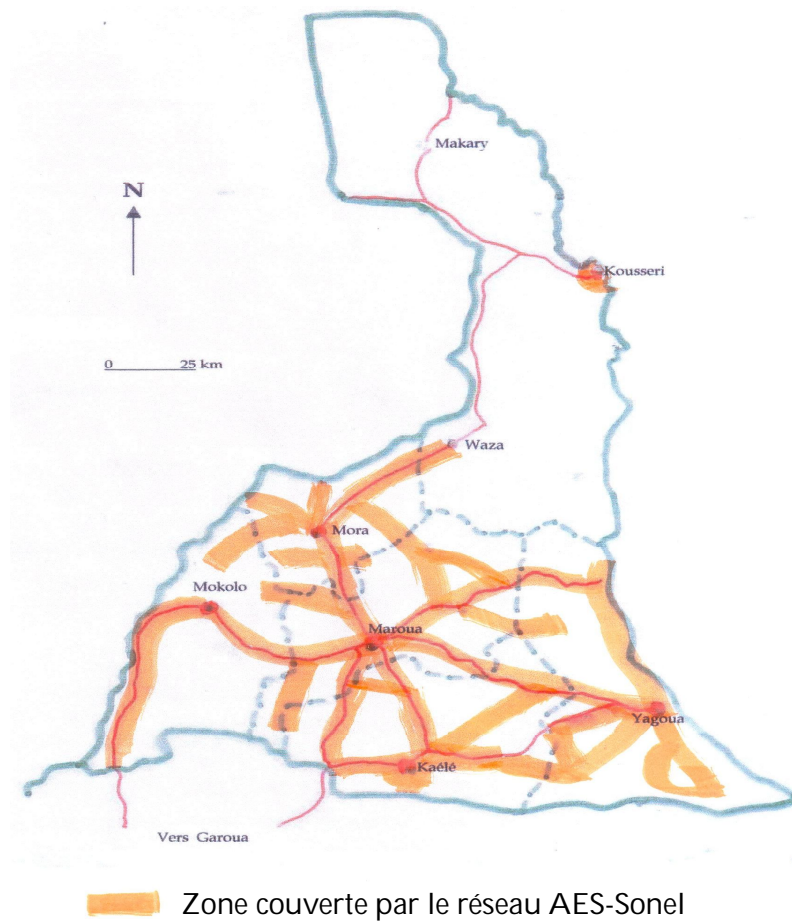 Makary
N
Kousseri
0 25 km
Waza
Mora
Mokolo
Maroua
Yagoua
Kaélé
Vers Garoua
Zone couverte par le réseau AES-Sonel